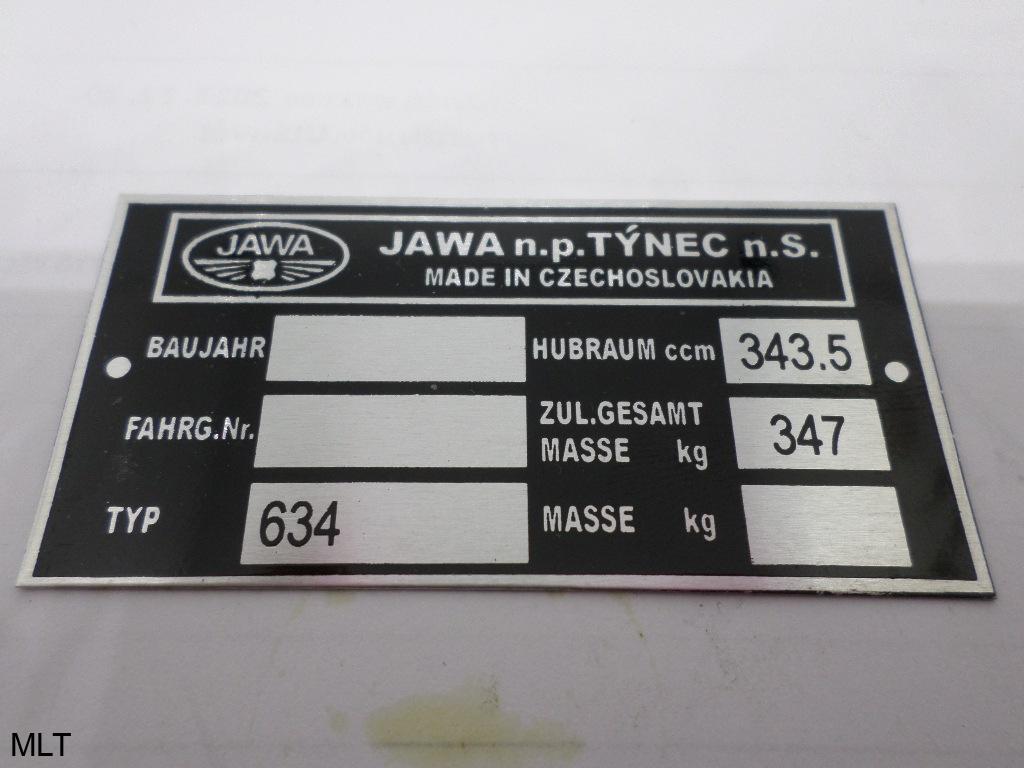 JAWA
JAWA n.p.TÝNEC n.S.
MADE IN CZECHOSLOVAKIA
BAUJAHR
HUBRAUM ccm 343.5
FAHRG.Nr.
ZUL.GESAMT
MASSE kg 347
TYP 634
MASSE kg
MLT